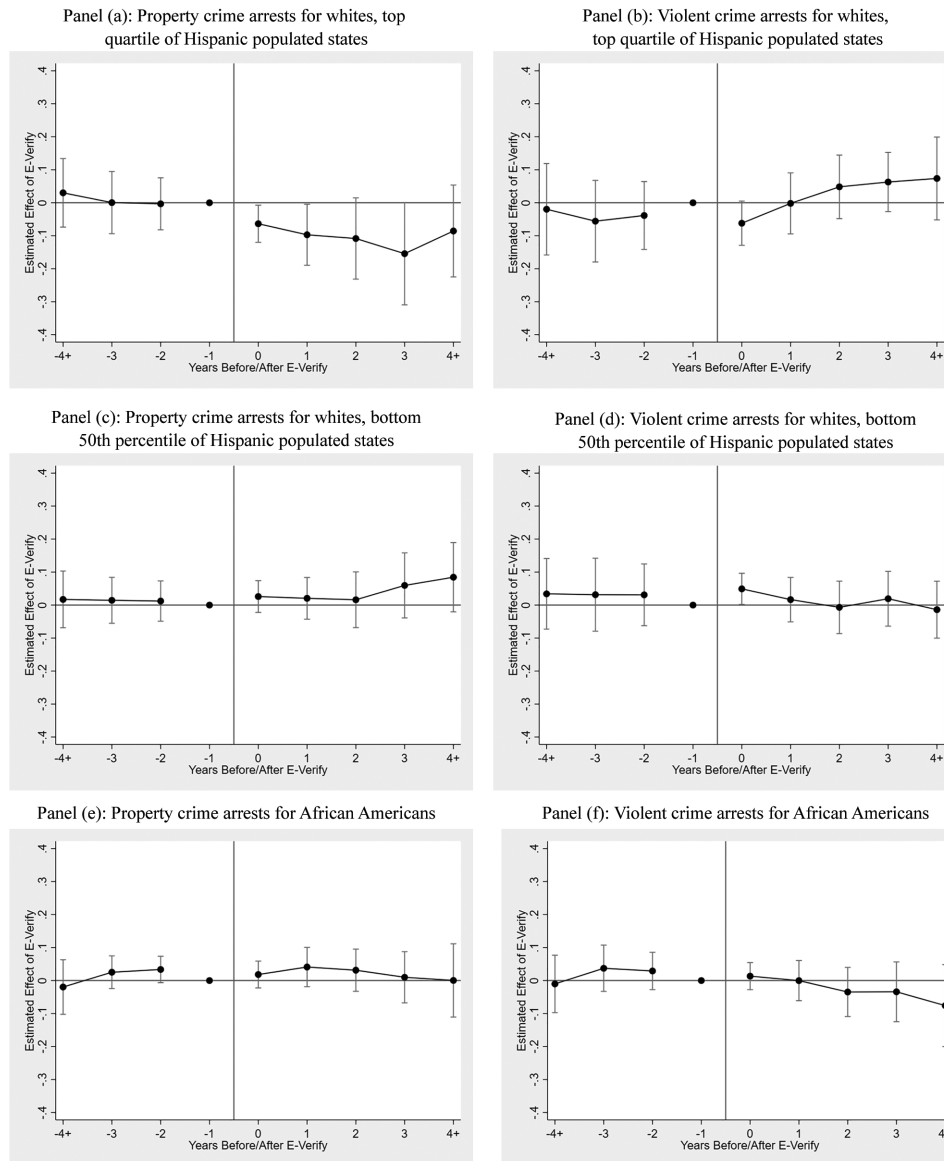 Panel (a): Property crime arrests for whites, top
quartile of Hispanic populated states
Estimated Effect of E-Verify
.4
.3
.2
.1
0
-.1
-.2
-.3
-.4
-4+ -3 -2 -1 0 1 2 3 4+
Years Before/After E-Verify
Panel (b): Violent crime arrests for whites,
top quartile of Hispanic populated states
Estimated Effect of E-Verify
.4
.3
.2
.1
0
-.1
-.2
-.3
-.4
-4+ -3 -2 -1 0 1 2 3 4+
Years Before/After E-Verify
Panel (c): Property crime arrests for whites, bottom
50th percentile of Hispanic populated states
Estimated Effect of E-Verify
.4
.3
.2
.1
0
-.1
-.2
-.3
-.4
-4+ -3 -2 -1 0 1 2 3 4+
Years Before/After E-Verify
Panel (d): Violent crime arrests for whites, bottom
50th percentile of Hispanic populated states
Estimated Effect of E-Verify
.4
.3
.2
.1
0
-.1
-.2
-.3
-.4
-4+ -3 -2 -1 0 1 2 3 4+
Years Before/After E-Verify
Panel (e): Property crime arrests for African Americans
Estimated Effect of E-Verify
.4
.3
.2
.1
0
-.1
-.2
-.3
-.4
-4+ -3 -2 -1 0 1 2 3 4+
Years Before/After E-Verify
Panel (f): Violent crime arrests for African Americans
Estimated Effect of E-Verify
.4
.3
.2
.1
0
-.1
-.2
-.3
-.4
-4+ -3 -2 -1 0 1 2 3 4
Years Before/After E-Verify